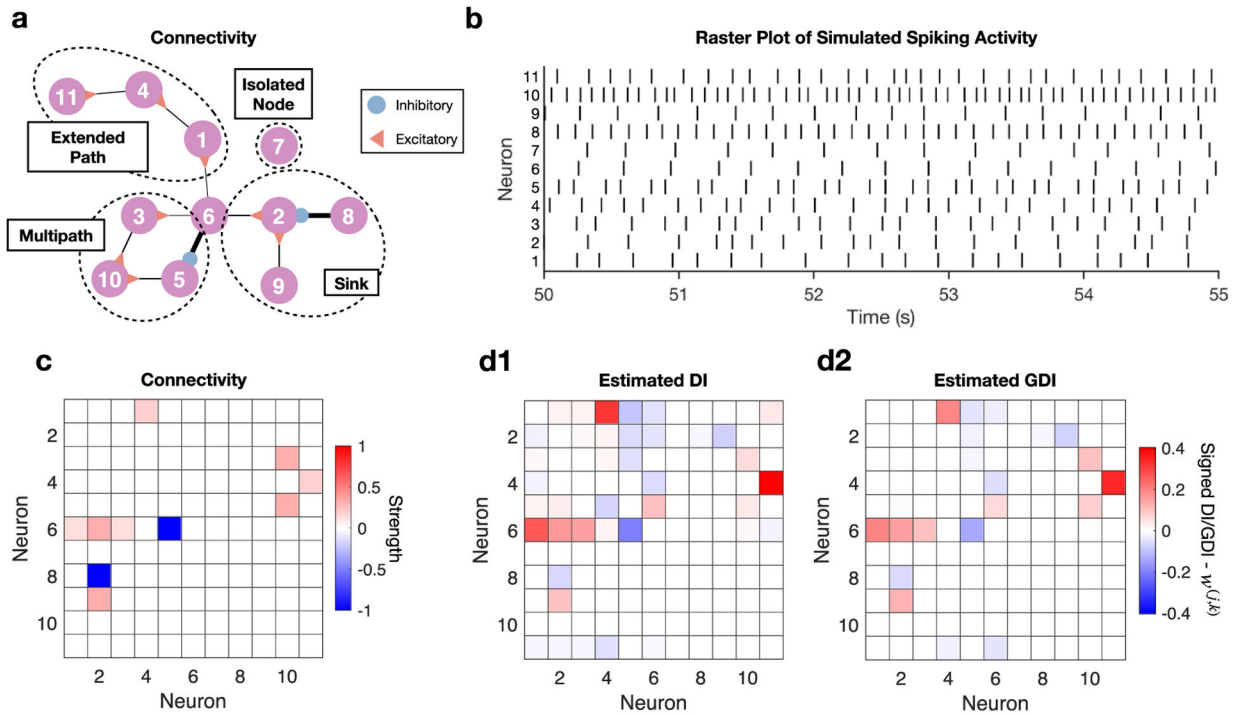 a
Connectivity
11
4
Extended
Path
1
Isolated
Node
7
Inhibitory
Excitatory
Multipath
3
6
2
8
10
5
9
Sink
b
Raster Plot of Simulated Spiking Activity
Neuron
11
10
9
8
7
6
5
4
3
2
1
50
51
52
53
54
55
Time (s)
c
Connectivity
Neuron
2
4
6
8
10
2
4
6
8
10
Neuron
1
0.5
0
-0.5
-1
Strength
d1
Estimated DI
2
4
6
8
10
2
4
6
8
10
Neuron
d2
Estimated GDI
Neuron
2
4
6
8
10
2
4
6
8
10
Neuron
0.4
0.2
0
-0.2
-0.4
Signed DI/GDI - w(j,k)